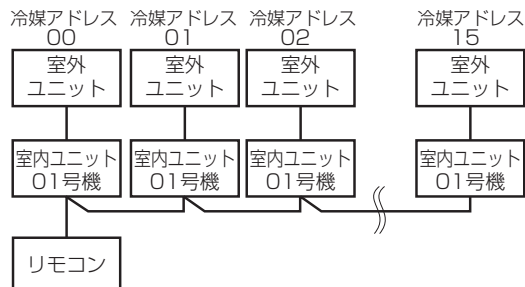 冷媒アドレス 冷媒アドレス 冷媒アドレス 冷媒アドレス
00 01 02 15
室外 室外 室外 室外
ユニット ユニット ユニット ユニット
室内ユニット 室内ユニット 室内ユニット 室内ユニット
01号機 01号機 01号機 01号機
リモコン